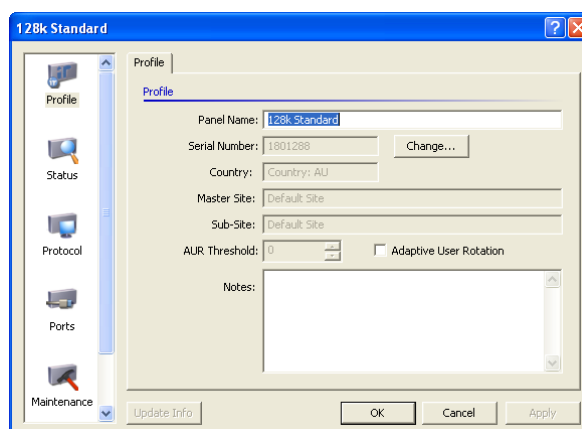 128k Standard
Profile
Status
Protocol
Ports
Maintenance
Profile
Profile
Panel Name: 128k Standard
Serial Number: 1801288 Change...
Country: Country: AU
Master Site: Default Site
Sub-Site: Default Site
AUR Threshold: 0 Adaptive User Rotation
Notes:
Update Info OK Cancel Apply